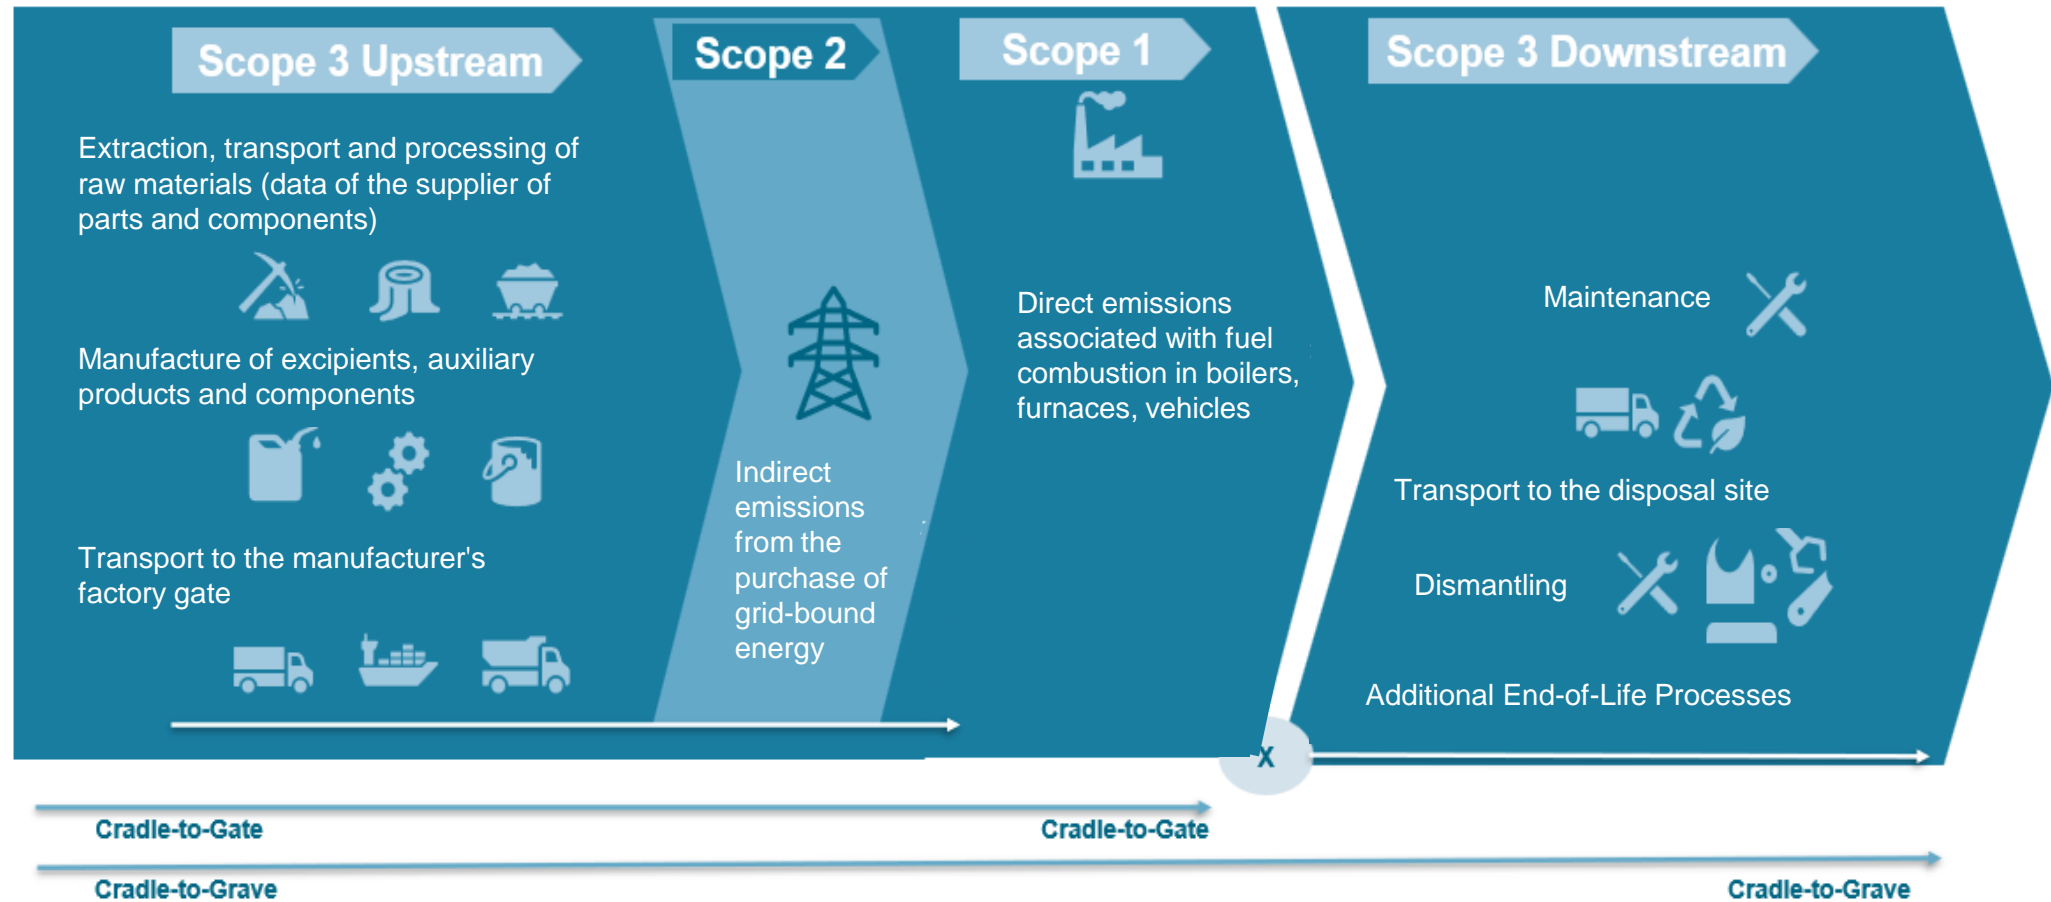 Scope 3 Upstream
Extraction, transport and processing of
raw materials (data of the supplier of
parts and components)
Manufacture of excipients, auxiliary
products and components
Transport to the manufacturer's
factory gate
Scope 2
Indirect
emissions
from the
purchase of
grid-bound
energy
Scope 1
Direct emissions
associated with fuel
combustion in boilers,
furnaces, vehicles
Scope 3 Downstream
Maintenance
Transport to the disposal site
Dismantling
Additional End-of-Life Processes
X
Cradle-to-Gate
Cradle-to-Gate
Cradle-to-Grave
Cradle-to-Grave